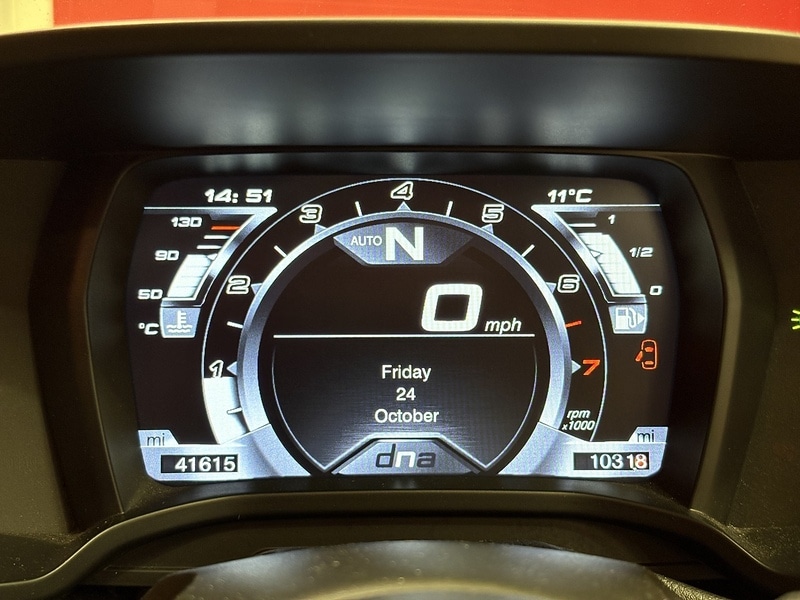 14: 51
11°C
130
90
50
°C
1
1/2
0
1
2
3
4
5
6
7
AUTO N
0 mph
Friday
24
October
rpm
x1000
mi
41615
mi
10318
dna